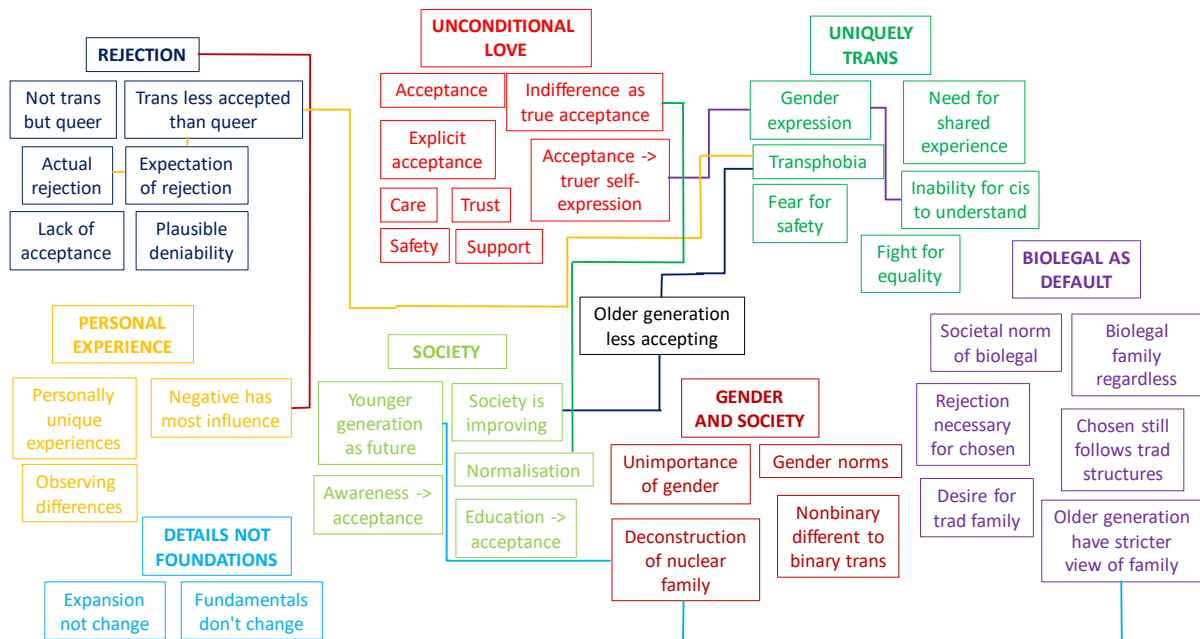 REJECTION
Not trans
but queer
Trans less accepted
than queer
Actual
rejection
Expectation
of rejection
Lack of
acceptance
Plausible
deniability
UNCONDITIONAL
LOVE
Acceptance
Indifference as
true acceptance
Explicit
acceptance
Acceptance ->
truer self-
expression
Care
Trust
Safety
Support
UNIQUELY
TRANS
Gender
expression
Need for
shared
experience
Transphobia
Inability for cis
to understand
Fear for
safety
Fight for
equality
Older generation
less accepting
PERSONAL
EXPERIENCE
Personally
unique
experiences
Negative has
most influence
Observing
differences
SOCIETY
Younger
generation
as future
Society is
improving
Normalisation
Awareness ->
acceptance
Education ->
acceptance
GENDER
AND SOCIETY
Unimportance
of gender
Gender norms
Deconstruction
of nuclear
family
Nonbinary
different to
binary trans
BIOLEGAL AS
DEFAULT
Societal norm
of biolegal
Biolegal
family
regardless
Rejection
necessary
for chosen
Chosen still
follows trad
structures
Desire for
trad family
Older generation
have stricter
view of family
DETAILS NOT
FOUNDATIONS
Expansion
not change
Fundamentals
don't change